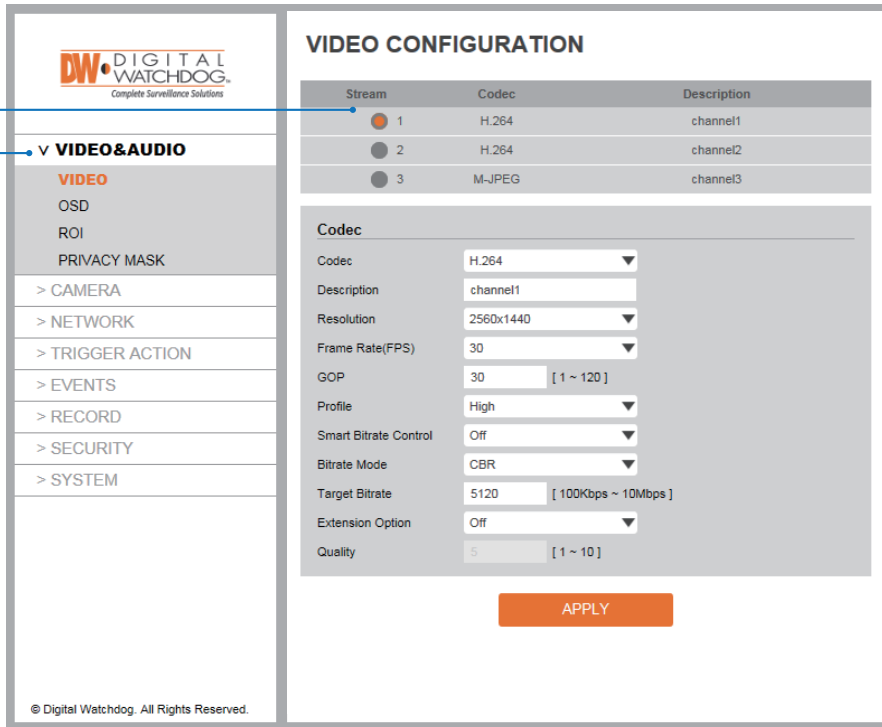 DW DIGITAL
WATCHDOG™
Complete Surveillance Solutions
v VIDEO&AUDIO
VIDEO
OSD
ROI
PRIVACY MASK
> CAMERA
> NETWORK
> TRIGGER ACTION
> EVENTS
> RECORD
> SECURITY
> SYSTEM
© Digital Watchdog. All Rights Reserved.
VIDEO CONFIGURATION
Stream Codec Description
1 H.264 channel1
2 H.264 channel2
3 M-JPEG channel3
Codec
Codec H.264
Description channel1
Resolution 2560x1440
Frame Rate(FPS) 30
GOP 30 [ 1 ~ 120 ]
Profile High
Smart Bitrate Control Off
Bitrate Mode CBR
Target Bitrate 5120 [ 100Kbps ~ 10Mbps ]
Extension Option Off
Quality 5 [ 1 ~ 10 ]
APPLY